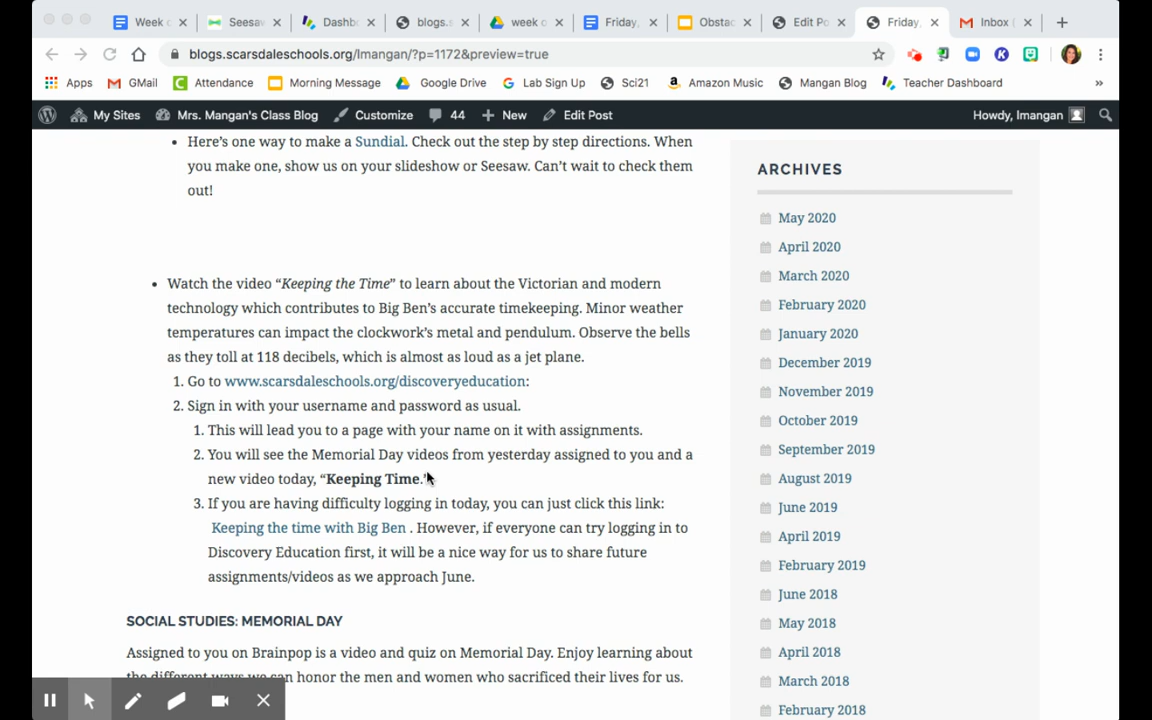 Week o
Seesaw
Dashb
blogs.s
week o
Friday,
Obstac
Edit Po
Friday,
Inbox (
blogs.scarsdaleschools.org/lmangan/?p=1172&preview=true
Apps
GMail
Attendance
Morning Message
Google Drive
Lab Sign Up
Sci21
Amazon Music
Mangan Blog
Teacher Dashboard
»
My Sites
Mrs. Mangan's Class Blog
Customize
44
New
Edit Post
Howdy, lmangan
Here's one way to make a Sundial. Check out the step by step directions. When
you make one, show us on your slideshow or Seesaw. Can't wait to check them
out!
Watch the video “Keeping the Time” to learn about the Victorian and modern
technology which contributes to Big Ben's accurate timekeeping. Minor weather
temperatures can impact the clockwork's metal and pendulum. Observe the bells
as they toll at 118 decibels, which is almost as loud as a jet plane.
1. Go to www.scarsdaleschools.org/discoveryeducation:
2. Sign in with your username and password as usual.
1. This will lead you to a page with your name on it with assignments.
2. You will see the Memorial Day videos from yesterday assigned to you and a
new video today, “Keeping Time.”
3. If you are having difficulty logging in today, you can just click this link:
Keeping the time with Big Ben . However, if everyone can try logging in to
Discovery Education first, it will be a nice way for us to share future
assignments/videos as we approach June.
SOCIAL STUDIES: MEMORIAL DAY
Assigned to you on Brainpop is a video and quiz on Memorial Day. Enjoy learning about
the different ways we can honor the men and women who sacrificed their lives for us.
ARCHIVES
May 2020
April 2020
March 2020
February 2020
January 2020
December 2019
November 2019
October 2019
September 2019
August 2019
June 2019
April 2019
February 2019
June 2018
May 2018
April 2018
March 2018
February 2018